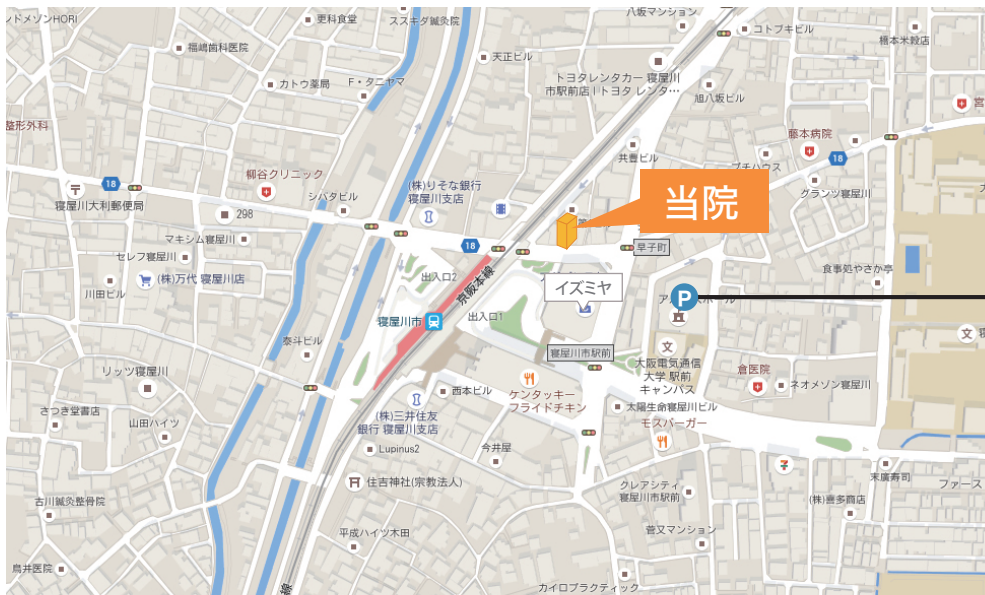 ンドメゾンHORI
更科食堂
ススキダ鍼灸院
八坂マンション
コトブキビル
橋本米穀店
福嶋歯科医院
天正ビル
カトウ薬局
F・タニヤマ
トヨタレンタカー 寝屋川
市駅前店 | トヨタ レンタ…
旭八坂ビル
宮
整形外科
藤本病院
共豊ビル
プチハウス
18
グランツ寝屋川
柳谷クリニック
18
寝屋川大利郵便局
シバタビル
(株)りそな銀行
寝屋川支店
当院
298
マキシム寝屋川
18
早子町
セレフ寝屋川
(株)万代 寝屋川店
川田ビル
出入口2
京阪本線
イズミヤ
食事処やさか亭
P
寝屋川市
出入口1
泰斗ビル
寝屋川市駅前
大阪電気通信
大学 駅前
キャンパス
倉医院
寝
リッツ寝屋川
西本ビル
ケンタッキー
フライドチキン
ネオメゾン寝屋川
さつき堂書店
山田ハイツ
(株)三井住友
銀行 寝屋川支店
太陽生命寝屋川ビル
モスバーガー
Lupinus2
今井屋
末廣寿司
ファース
住吉神社(宗教法人)
クレアシティ
寝屋川市駅前
(株)喜多商店
古川鍼灸整骨院
平成ハイツ木田
菅又マンション
鳥井医院
カイロプラクティック
線